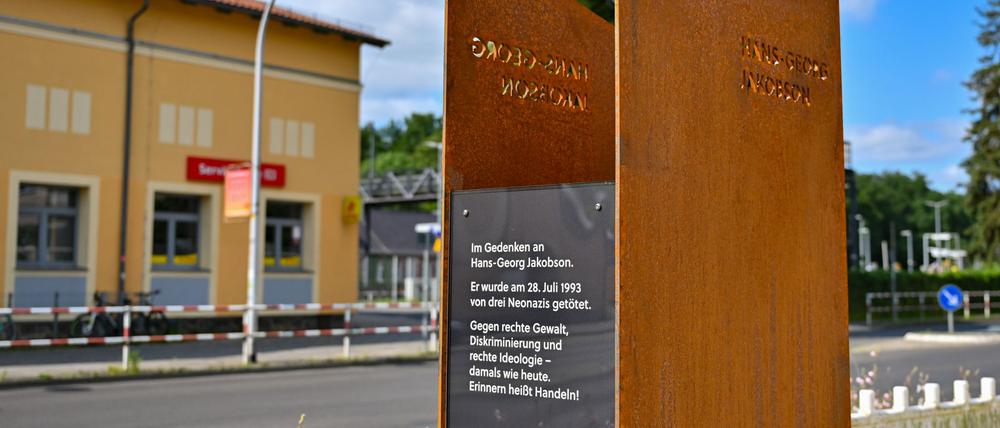 HANS-GEORG
JAKOBSON
HANS-GEORG
JAKOBSON
Im Gedenken an
Hans-Georg Jakobson.
Er wurde am 28. Juli 1993
von drei Neonazis getötet.
Gegen rechte Gewalt,
Diskriminierung und
rechte Ideologie –
damals wie heute.
Erinnern heißt Handeln!